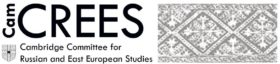 Cam
CREES
Cambridge Committee for
Russian and East European Studies